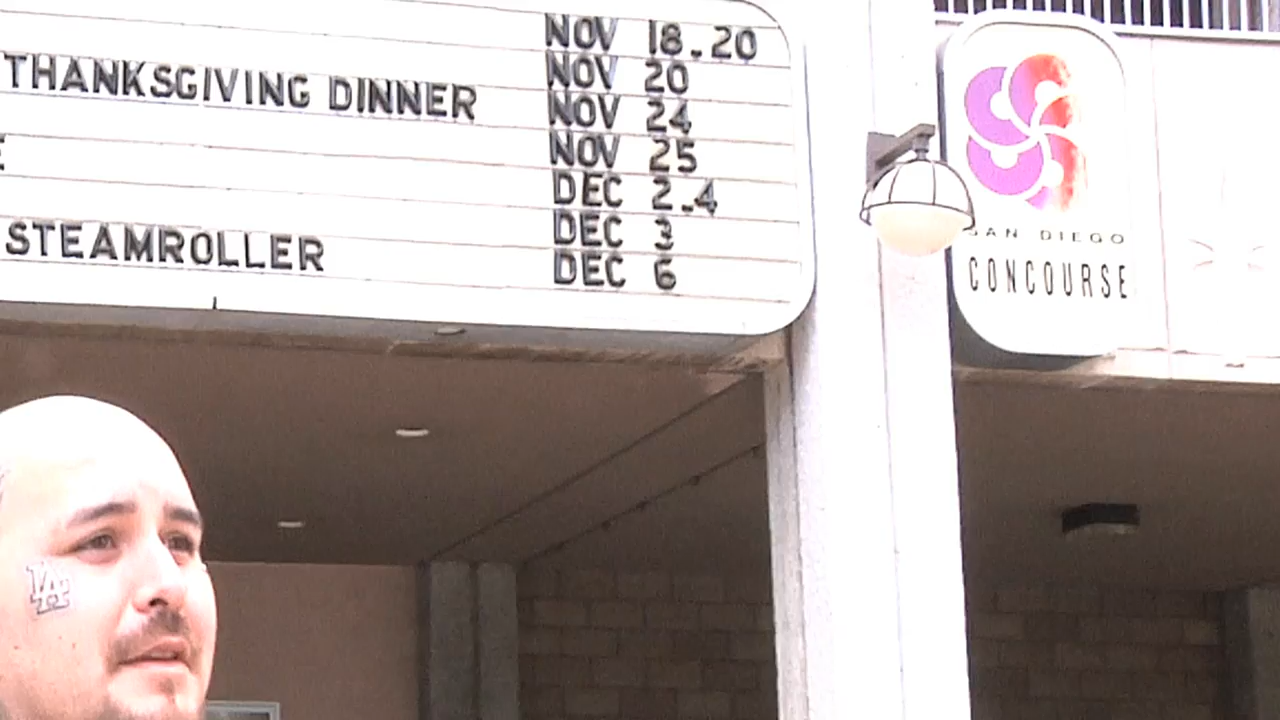 NOV 18-20
NOV 20
THANKSGIVING DINNER NOV 24
E NOV 25
DEC 2-4
DEC 3
STEAMROLLER DEC 6
SAN DIEGO
CONCOURSE
LA